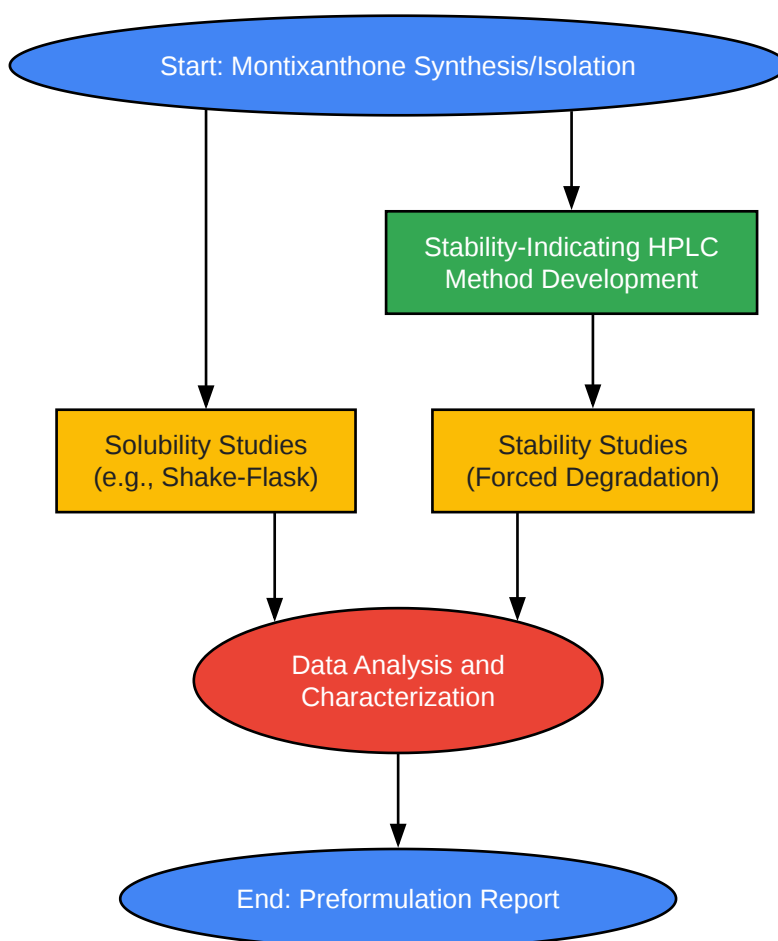 Start: Montixanthone Synthesis/Isolation
Stability-Indicating HPLC
Method Development
Solubility Studies
(e.g., Shake-Flask)
Stability Studies
(Forced Degradation)
Data Analysis and
Characterization
End: Preformulation Report